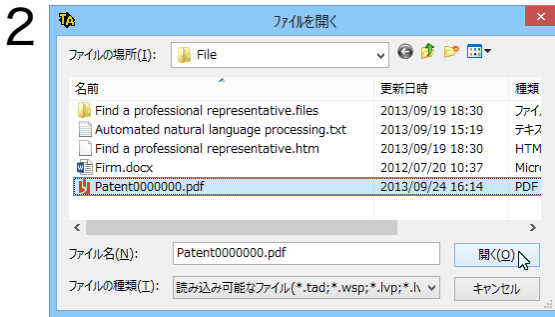 2
TA ファイルを開く
ファイルの場所(I): File
名前 更新日時 種類
Find a professional representative.files 2013/09/19 18:30 ファイ
Automated natural language processing.txt 2013/09/19 15:19 テキス
Find a professional representative.htm 2013/09/19 18:30 HTM
Firm.docx 2012/07/20 10:37 Micro
Patent0000000.pdf 2013/09/24 16:14 PDF
ファイル名(N): Patent0000000.pdf 開く(O)
ファイルの種類(T): 読み込み可能なファイル(*.tad;*.wsp;*.lvp;*.lv キャンセル